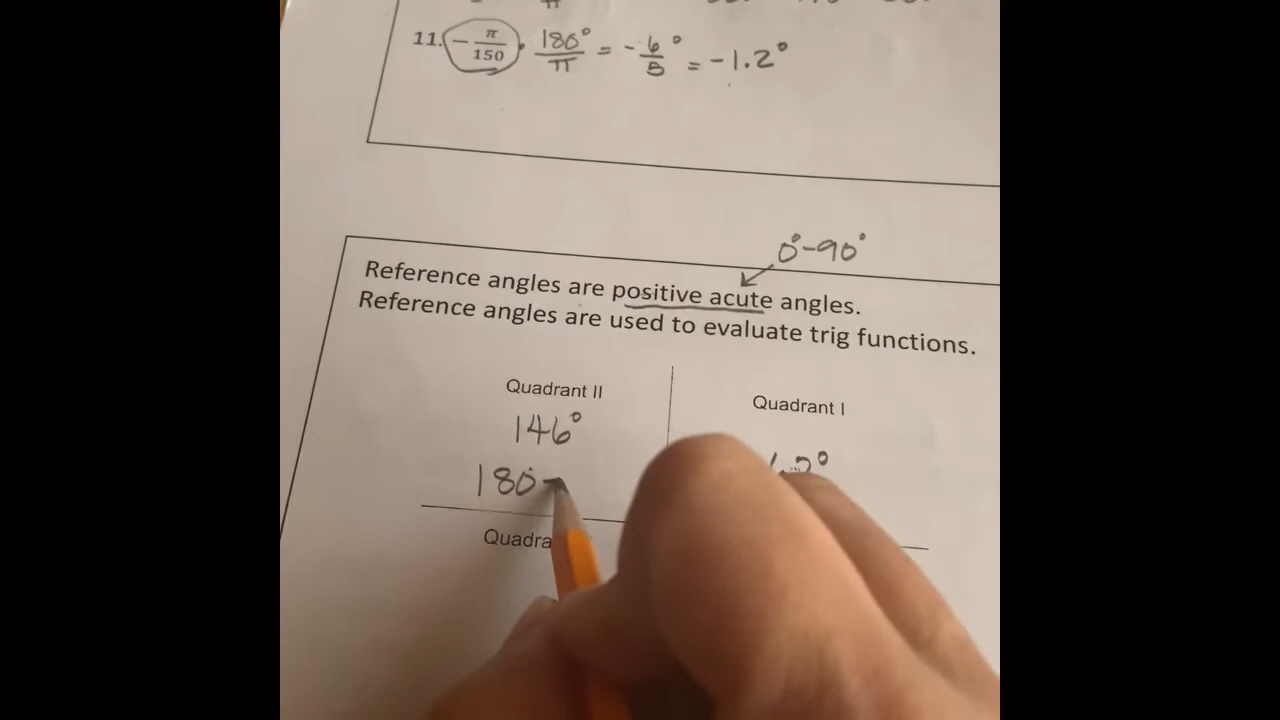 11. -π/150 · 180°/π = -6/5° = -1.2°
0°-90°
Reference angles are positive acute angles.
Reference angles are used to evaluate trig functions.
Quadrant II
Quadrant I
146°
180-